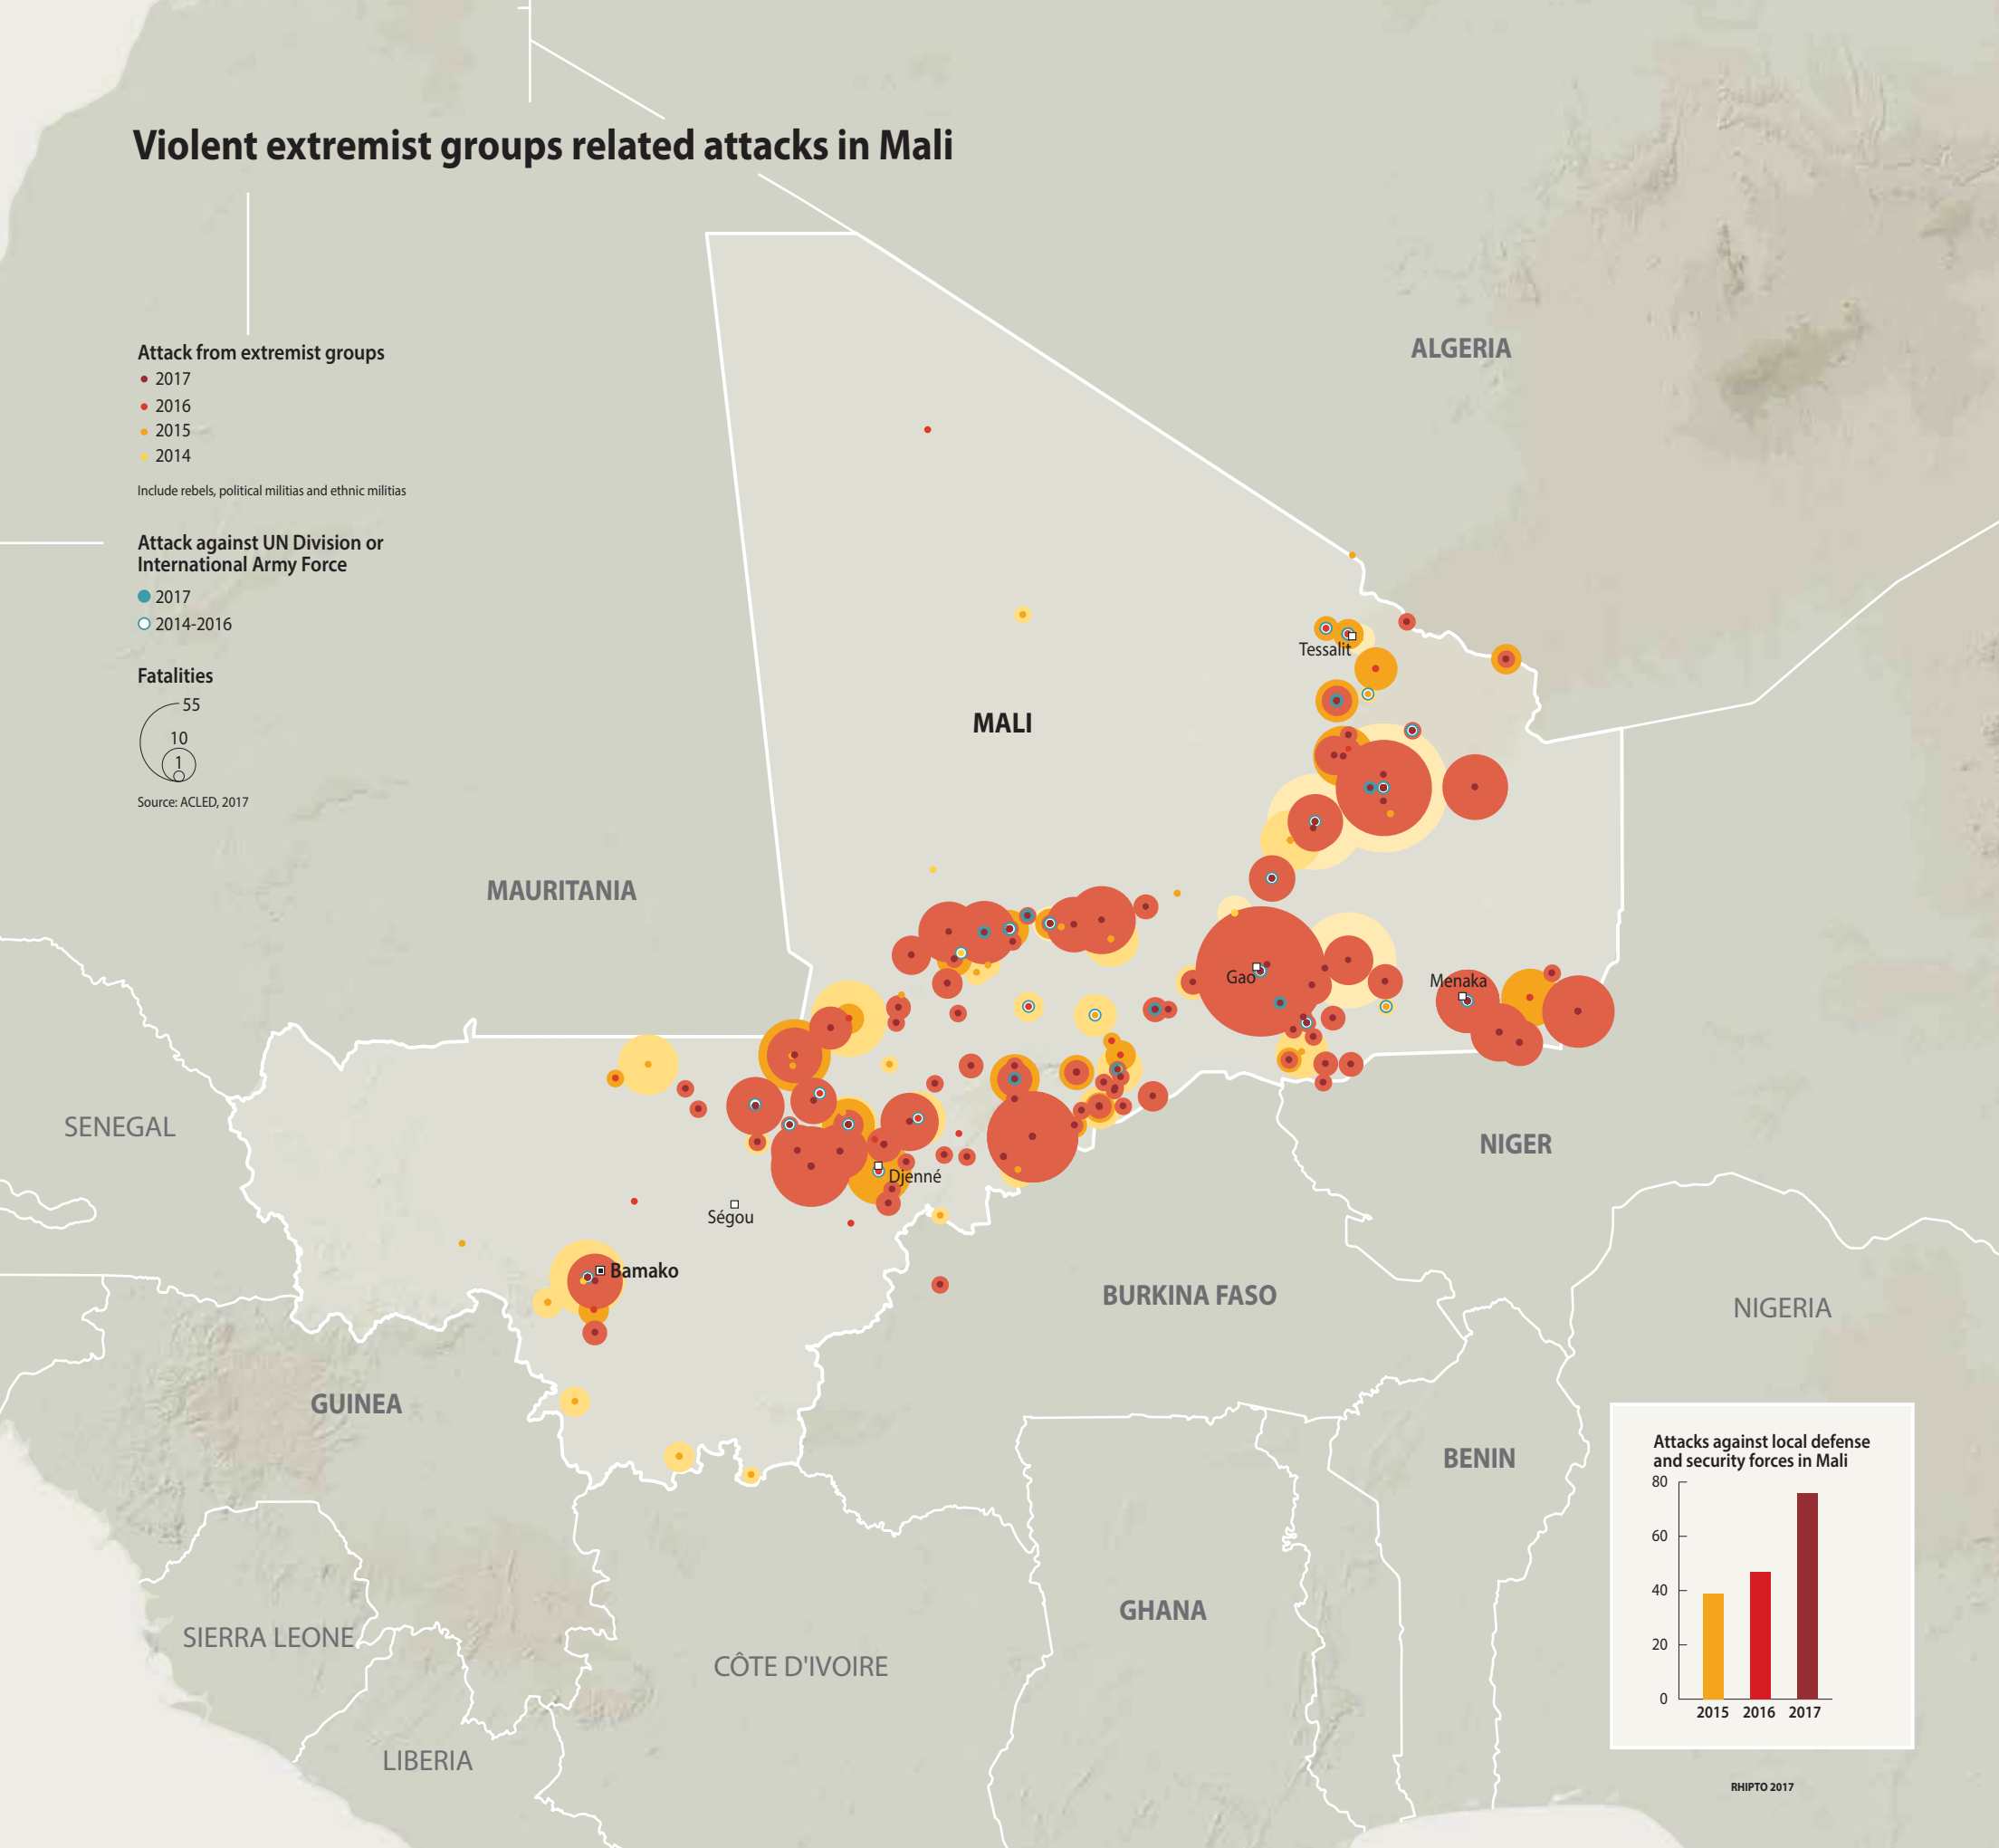 Violent extremist groups related attacks in Mali
Attack from extremist groups
2017
2016
2015
2014
Include rebels, political militias and ethnic militias
Attack against UN Division or
International Army Force
2017
2014-2016
Fatalities
55
10
1
Source: ACLED, 2017
ALGERIA
MALI
Tessalit
MAURITANIA
Gao
Menaka
SENEGAL
NIGER
Djenné
Ségou
Bamako
BURKINA FASO
NIGERIA
GUINEA
BENIN
GHANA
SIERRA LEONE
CÔTE D'IVOIRE
LIBERIA
Attacks against local defense
and security forces in Mali
80
60
40
20
0
2015 2016 2017
RHIPTO 2017